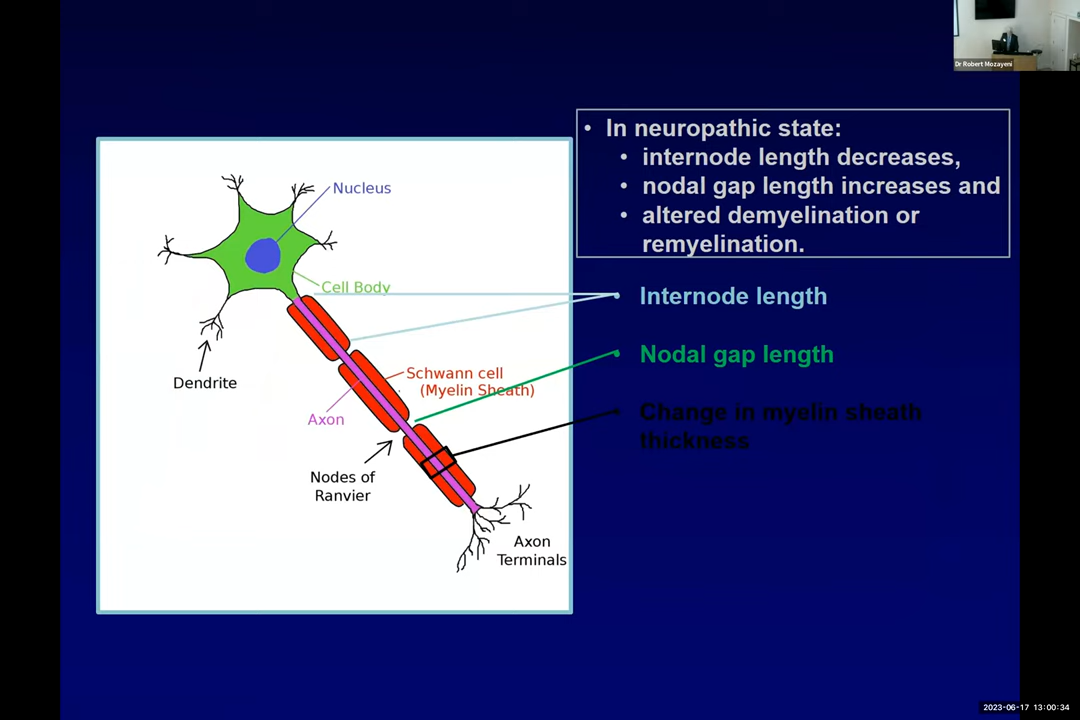 Dr Robert Mozayeni
• In neuropathic state:
• internode length decreases,
• nodal gap length increases and
• altered demyelination or
remyelination.
Nucleus
Cell Body
• Internode length
• Nodal gap length
Dendrite
Schwann cell
(Myelin Sheath)
Axon
• Change in myelin sheath
thickness
Nodes of
Ranvier
Axon
Terminals
2023-06-17 13:00:34